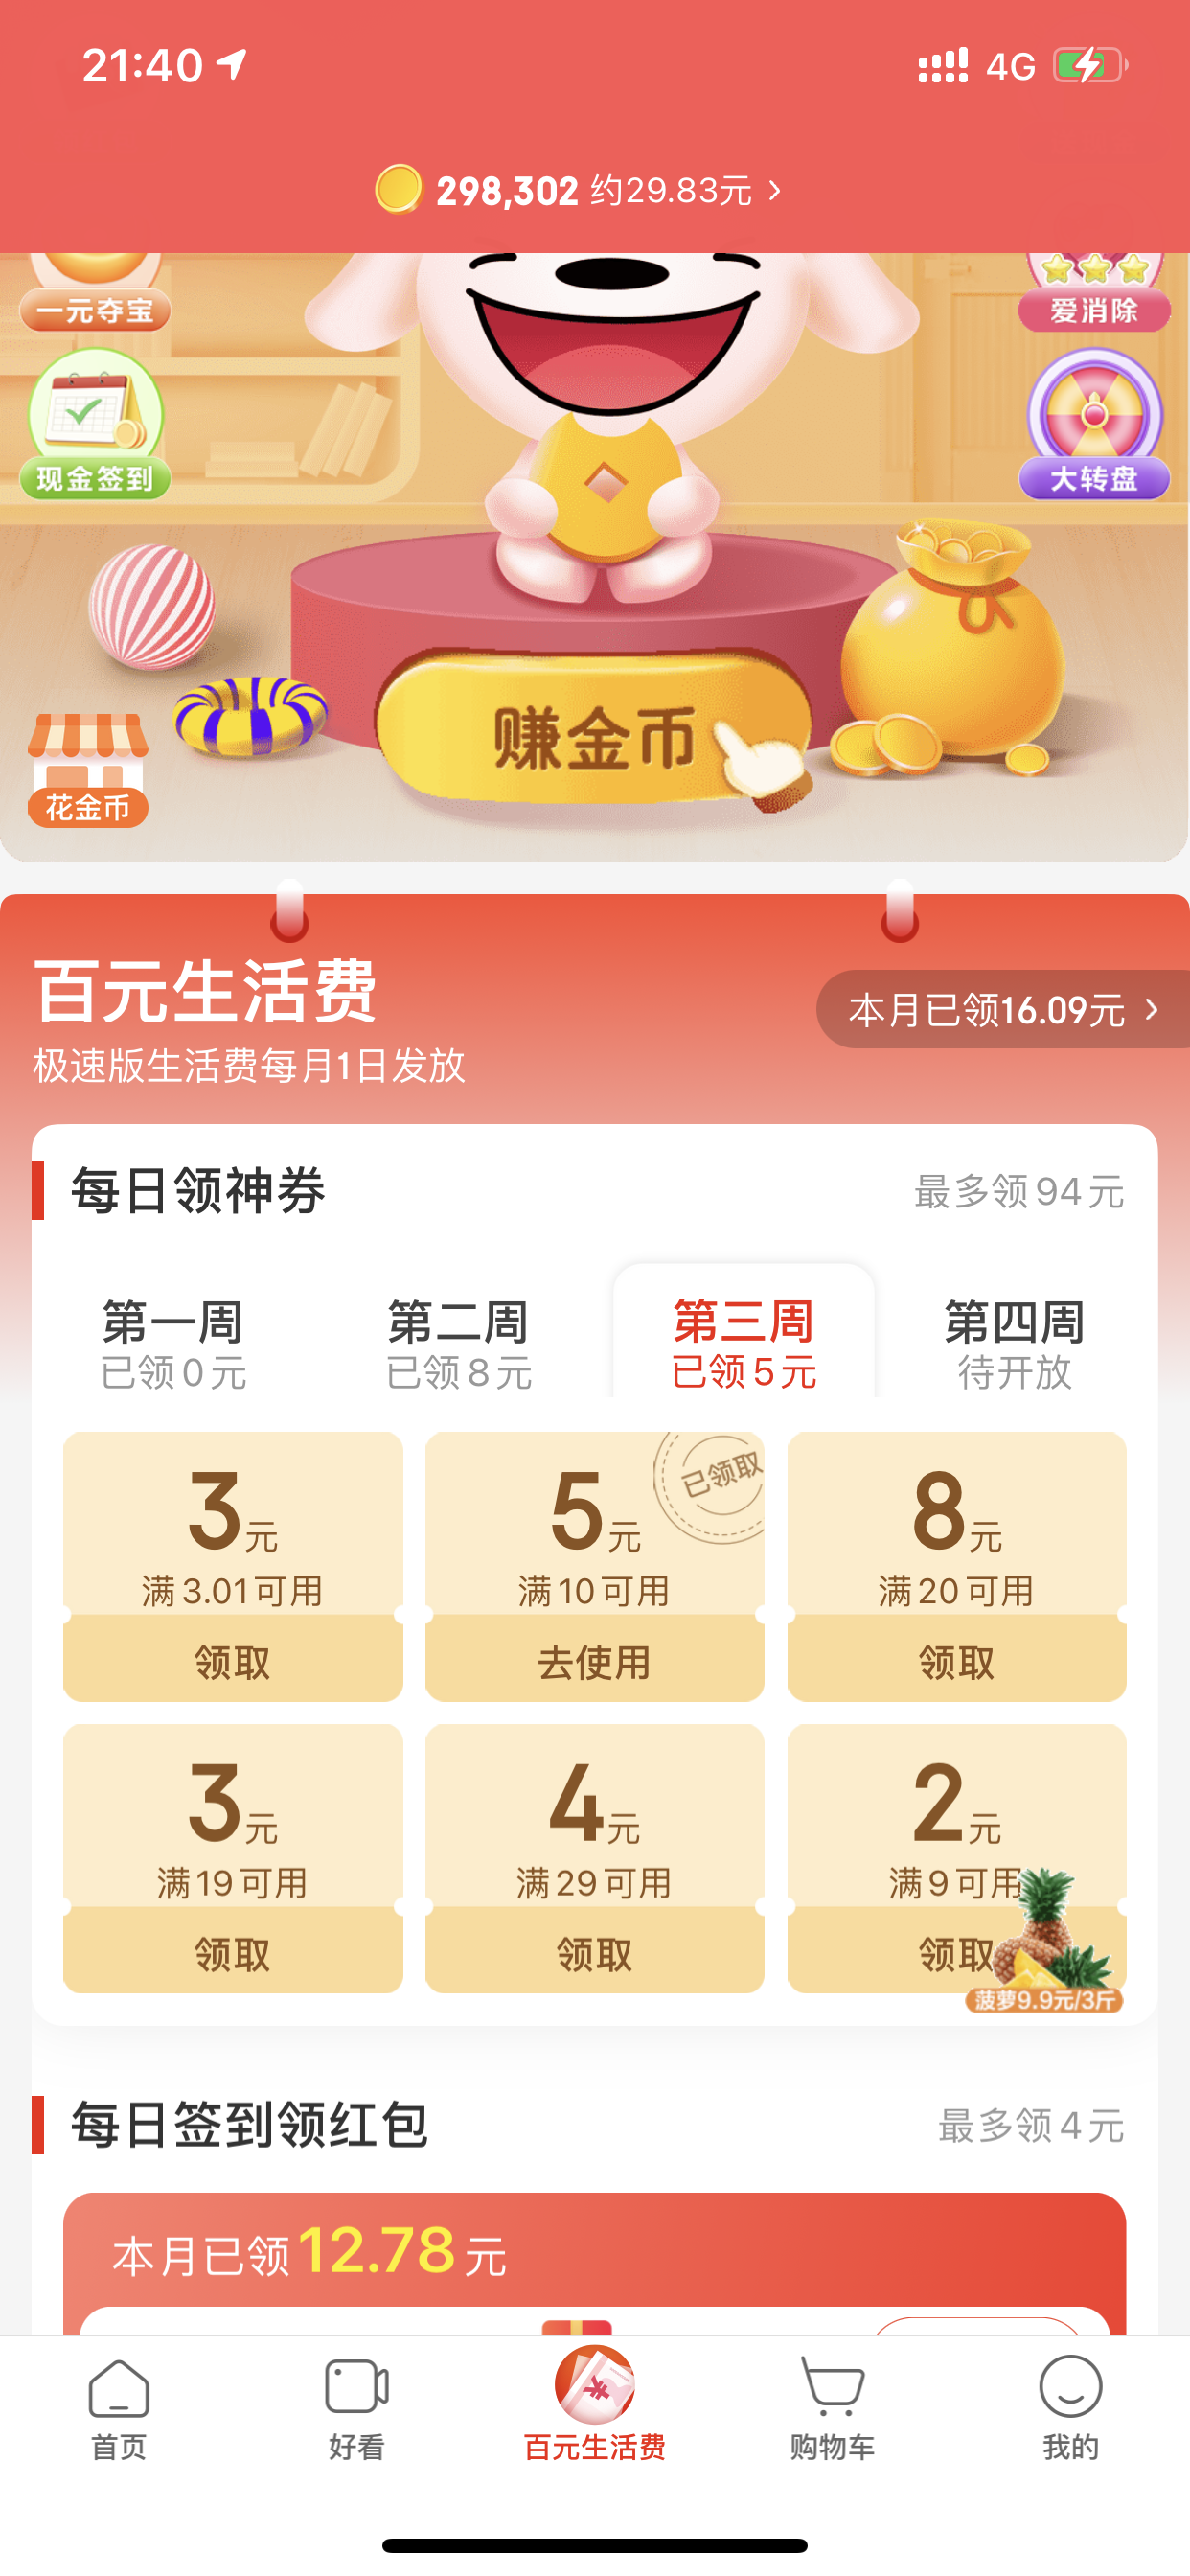 21:40
4G
298,302 约29.83元 >
一元夺宝
爱消除
现金签到
大转盘
赚金币
花金币
百元生活费
本月已领16.09元 >
极速版生活费每月1日发放
每日领神券
最多领94元
第一周
第二周
第三周
第四周
已领0元
已领8元
已领5元
待开放
3元
5元
已领取
8元
满3.01可用
满10可用
满20可用
领取
去使用
领取
3元
4元
2元
满19可用
满29可用
满9可用
领取
领取
领取
菠萝9.9元/3斤
每日签到领红包
最多领4元
本月已领12.78元
首页
好看
百元生活费
购物车
我的